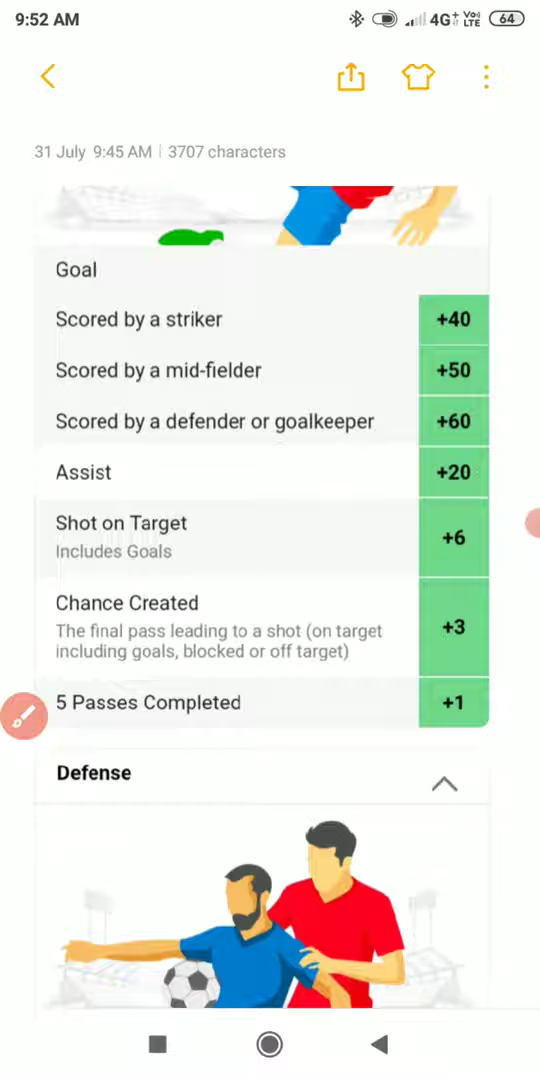 9:52 AM
4G+ Vo) LTE 64
31 July 9:45 AM | 3707 characters
Goal
Scored by a striker +40
Scored by a mid-fielder +50
Scored by a defender or goalkeeper +60
Assist +20
Shot on Target
Includes Goals
+6
Chance Created
The final pass leading to a shot (on target
including goals, blocked or off target)
+3
5 Passes Completed +1
Defense